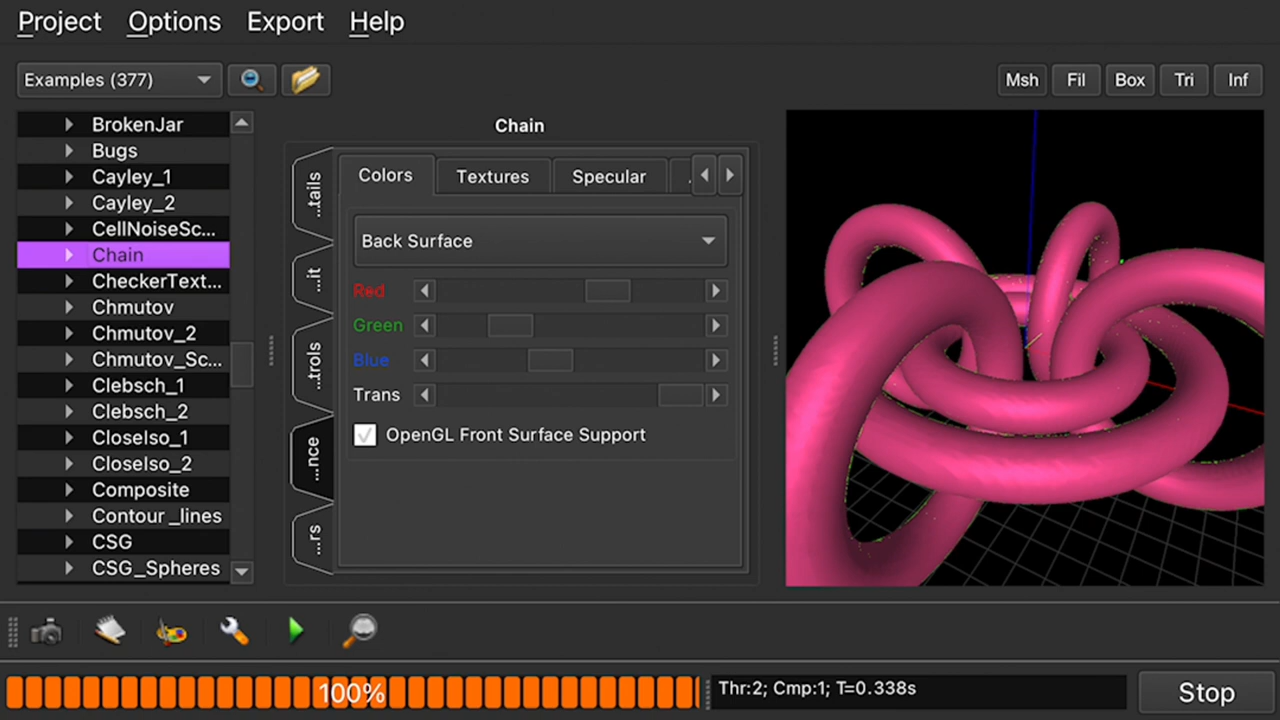 Project Options Export Help
Examples (377)
Msh Fil Box Tri Inf
BrokenJar
Bugs
Cayley_1
Cayley_2
CellNoiseSc...
Chain
CheckerText...
Chmutov
Chmutov_2
Chmutov_Sc...
Clebsch_1
Clebsch_2
CloseIso_1
CloseIso_2
Composite
Contour _lines
CSG
CSG_Spheres
Chain
...tails
...it
...trols
...nce
...rs
Colors Textures Specular
Back Surface
Red
Green
Blue
Trans
OpenGL Front Surface Support
100%
Thr:2; Cmp:1; T=0.338s
Stop